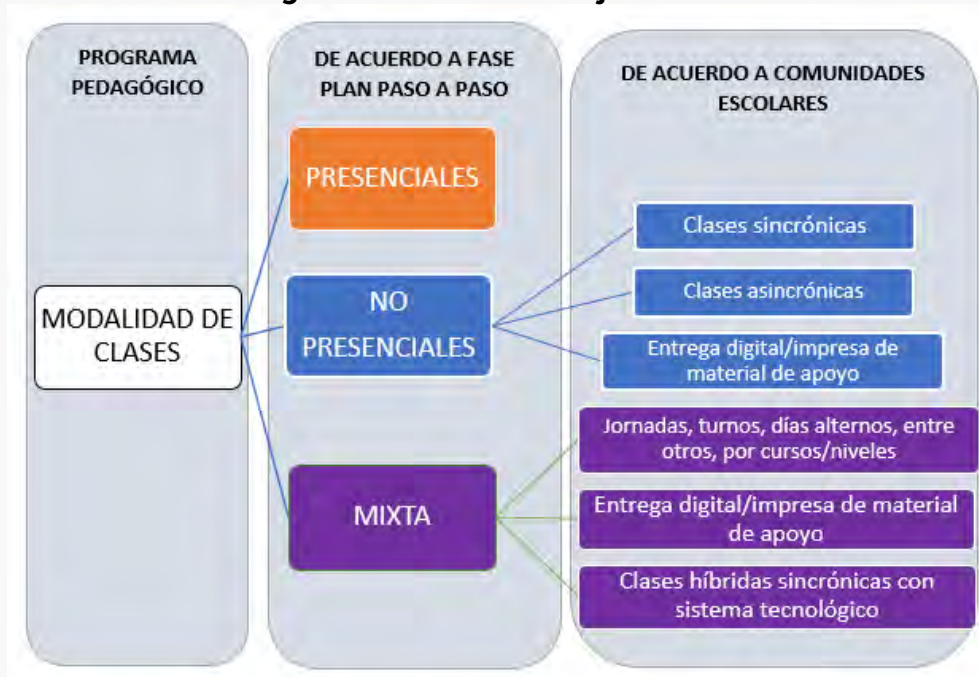 PROGRAMA
PEDAGÓGICO
DE ACUERDO A FASE
PLAN PASO A PASO
DE ACUERDO A COMUNIDADES
ESCOLARES
MODALIDAD DE
CLASES
PRESENCIALES
NO
PRESENCIALES
MIXTA
Clases sincrónicas
Clases asincrónicas
Entrega digital/impresa de
material de apoyo
Jornadas, turnos, días alternos, entre
otros, por cursos/niveles
Entrega digital/impresa de material
de apoyo
Clases híbridas sincrónicas con
sistema tecnológico